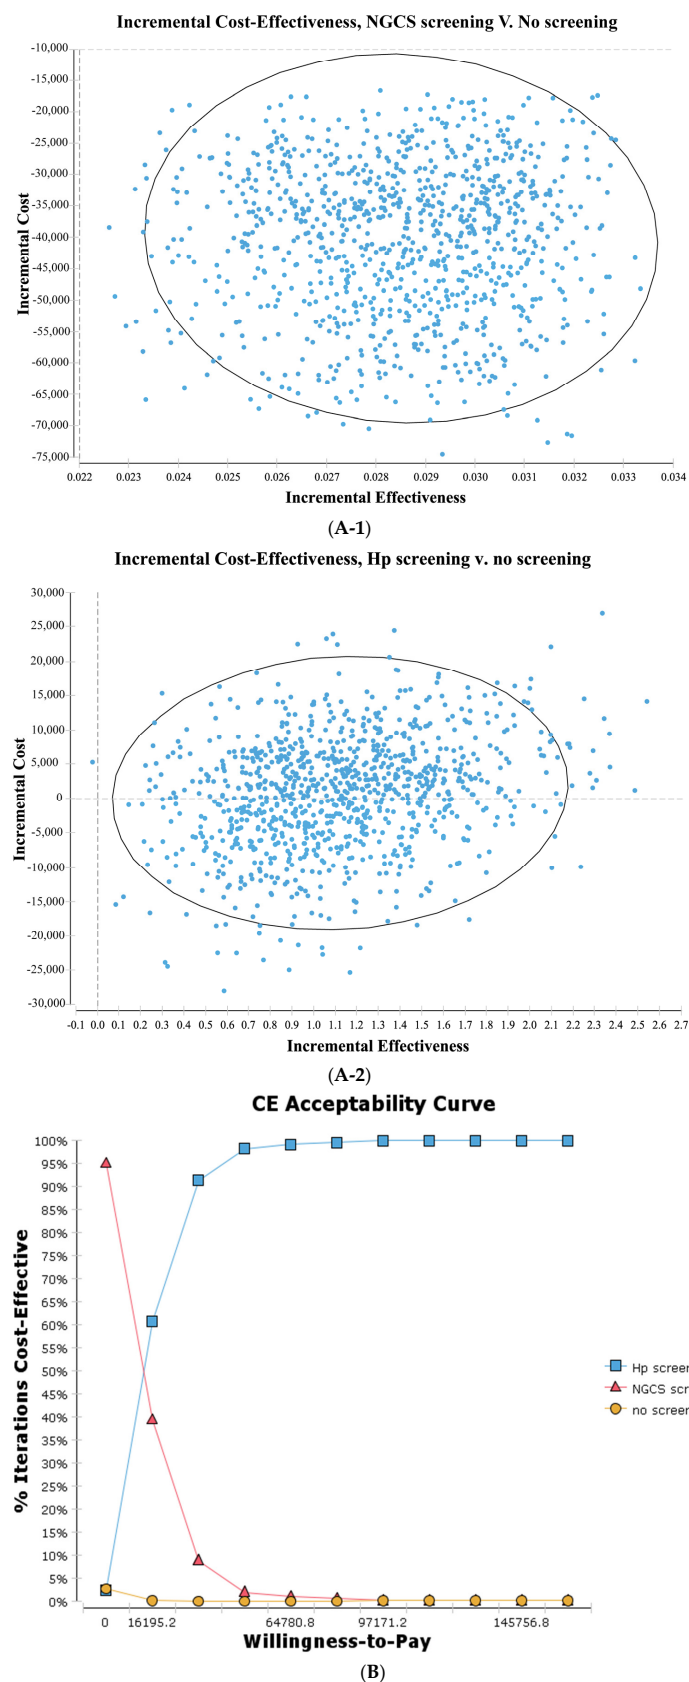 Incremental Cost-Effectiveness, NGCS screening V. No screening
-10,000
-15,000
-20,000
-25,000
-30,000
-35,000
-40,000
-45,000
-50,000
-55,000
-60,000
-65,000
-70,000
-75,000
Incremental Cost
0.022 0.023 0.024 0.025 0.026 0.027 0.028 0.029 0.030 0.031 0.032 0.033 0.034
Incremental Effectiveness
(A-1)
Incremental Cost-Effectiveness, Hp screening v. no screening
30,000
25,000
20,000
15,000
10,000
5,000
0
-5,000
-10,000
-15,000
-20,000
-25,000
-30,000
Incremental Cost
-0.1 0.0 0.1 0.2 0.3 0.4 0.5 0.6 0.7 0.8 0.9 1.0 1.1 1.2 1.3 1.4 1.5 1.6 1.7 1.8 1.9 2.0 2.1 2.2 2.3 2.4 2.5 2.6 2.7
Incremental Effectiveness
(A-2)
CE Acceptability Curve
100%
95%
90%
85%
80%
75%
70%
65%
60%
55%
50%
45%
40%
35%
30%
25%
20%
15%
10%
5%
0%
% Iterations Cost-Effective
Hp screer
NGCS scr
no screer
0 16195.2 64780.8 97171.2 145756.8
Willingness-to-Pay
(B)